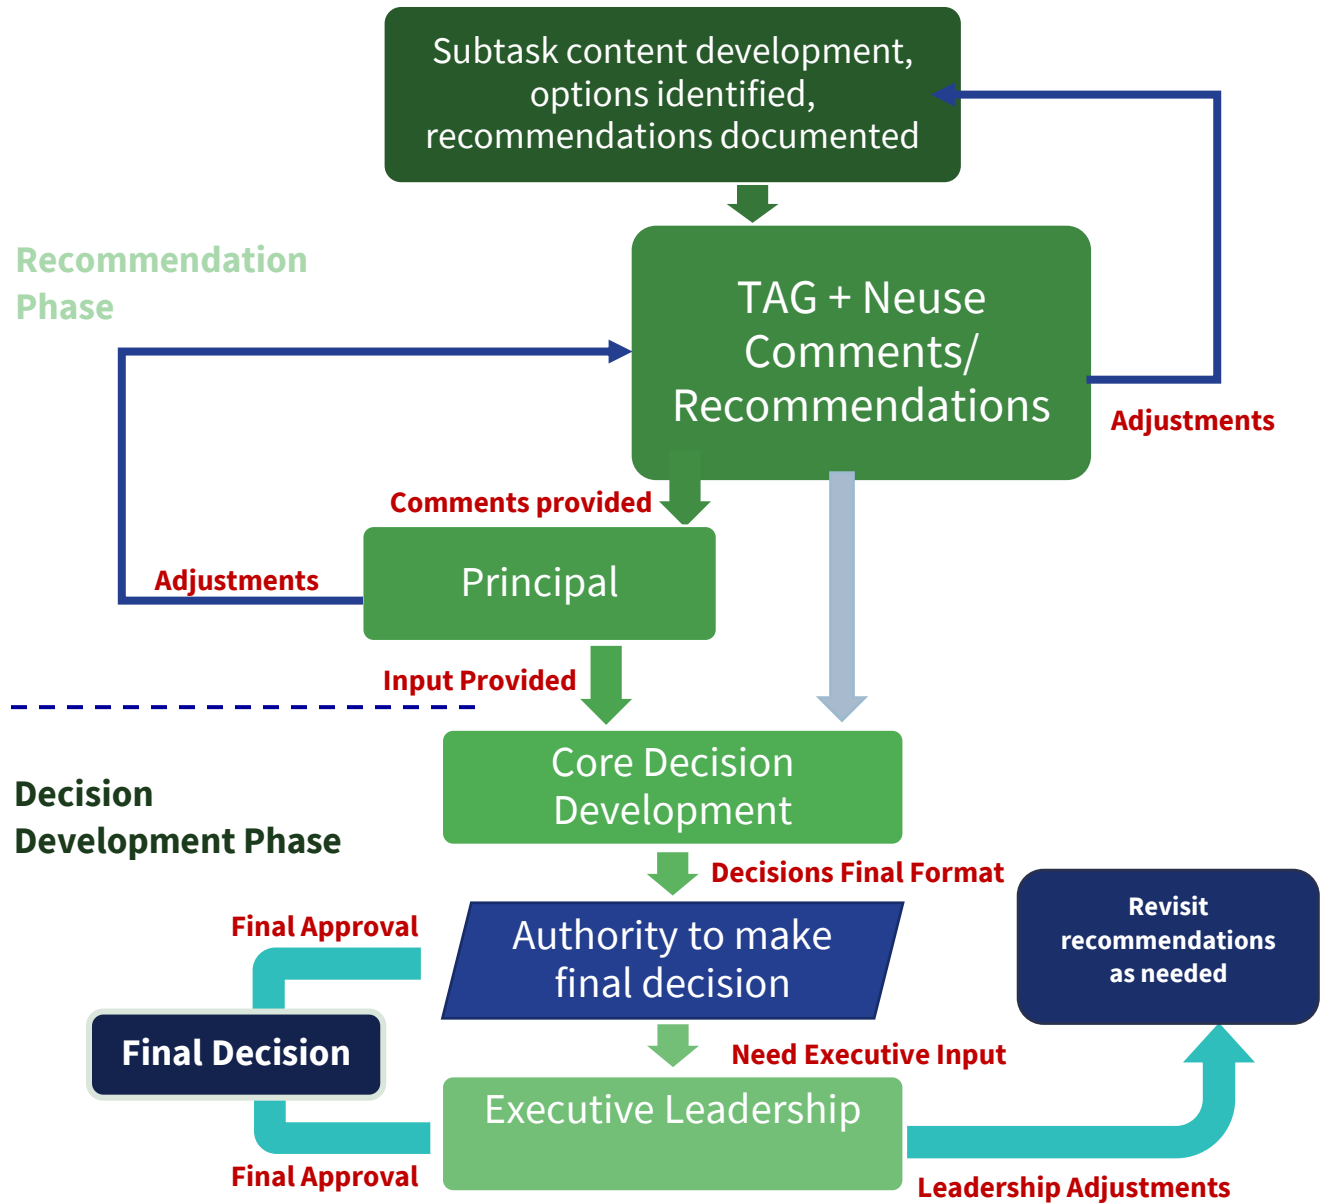 Subtask content development,
options identified,
recommendations documented
Recommendation
Phase
TAG + Neuse
Comments/
Recommendations
Adjustments
Comments provided
Principal
Adjustments
Input Provided
Core Decision
Development
Decision
Development Phase
Decisions Final Format
Revisit
recommendations
as needed
Final Approval
Authority to make
final decision
Final Decision
Need Executive Input
Executive Leadership
Final Approval
Leadership Adjustments